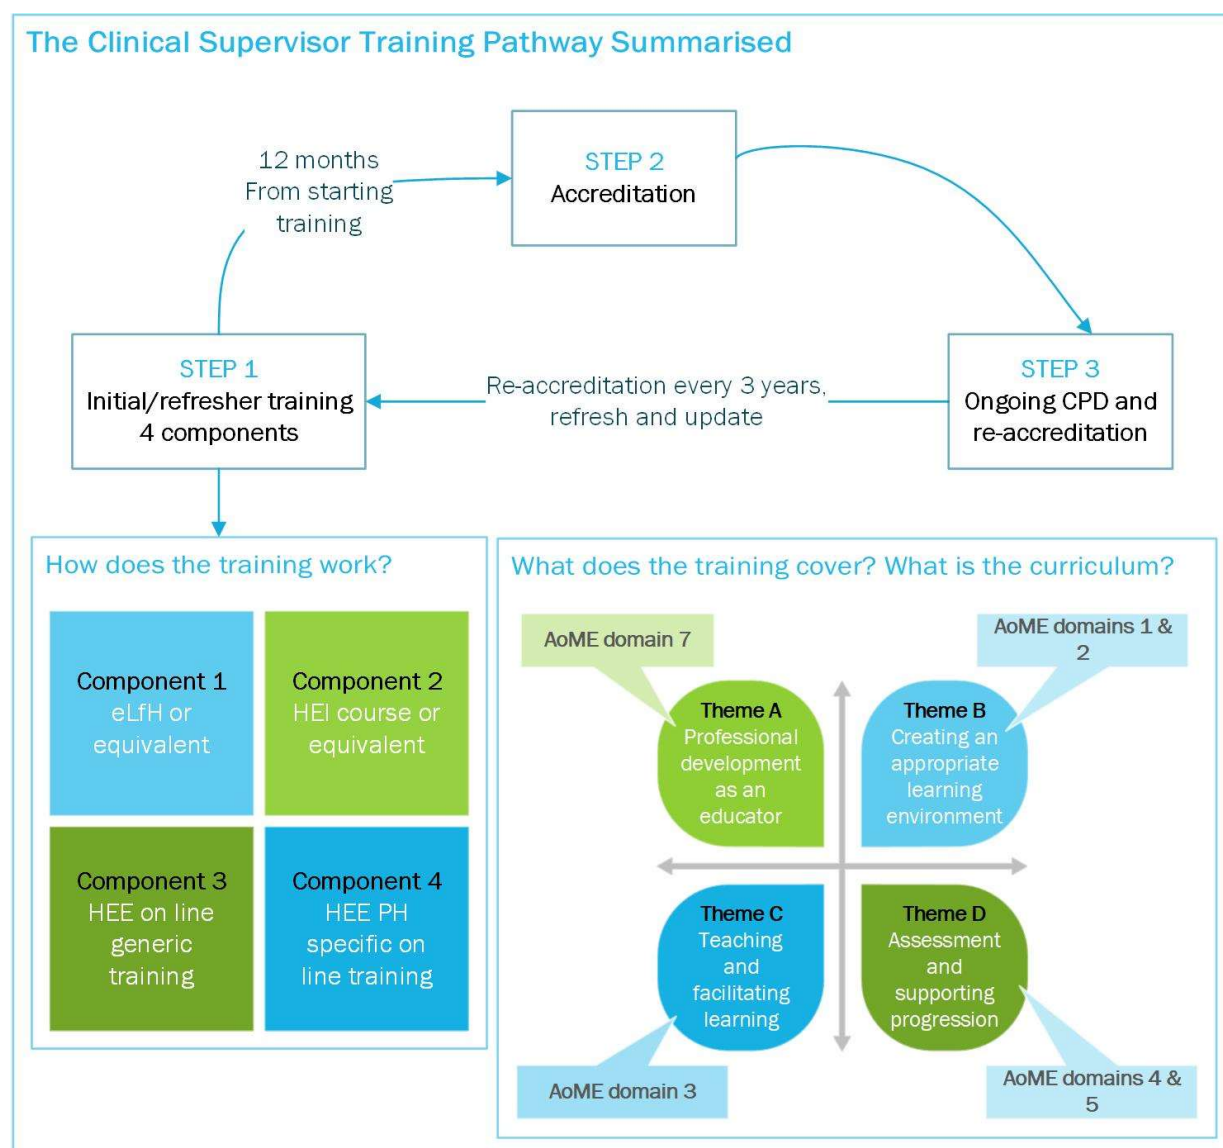 The Clinical Supervisor Training Pathway Summarised
12 months
From starting
training
STEP 2
Accreditation
STEP 1
Initial/refresher training
4 components
Re-accreditation every 3 years,
refresh and update
STEP 3
Ongoing CPD and
re-accreditation
How does the training work?
Component 1
eLfH or
equivalent
Component 2
HEI course or
equivalent
Component 3
HEE on line
generic
training
Component 4
HEE PH
specific on
line training
What does the training cover? What is the curriculum?
AoME domain 7
AoME domains 1 &
2
Theme A
Professional
development
as an
educator
Theme B
Creating an
appropriate
learning
environment
Theme C
Teaching
and
facilitating
learning
Theme D
Assessment
and
supporting
progression
AoME domain 3
AoME domains 4 &
5